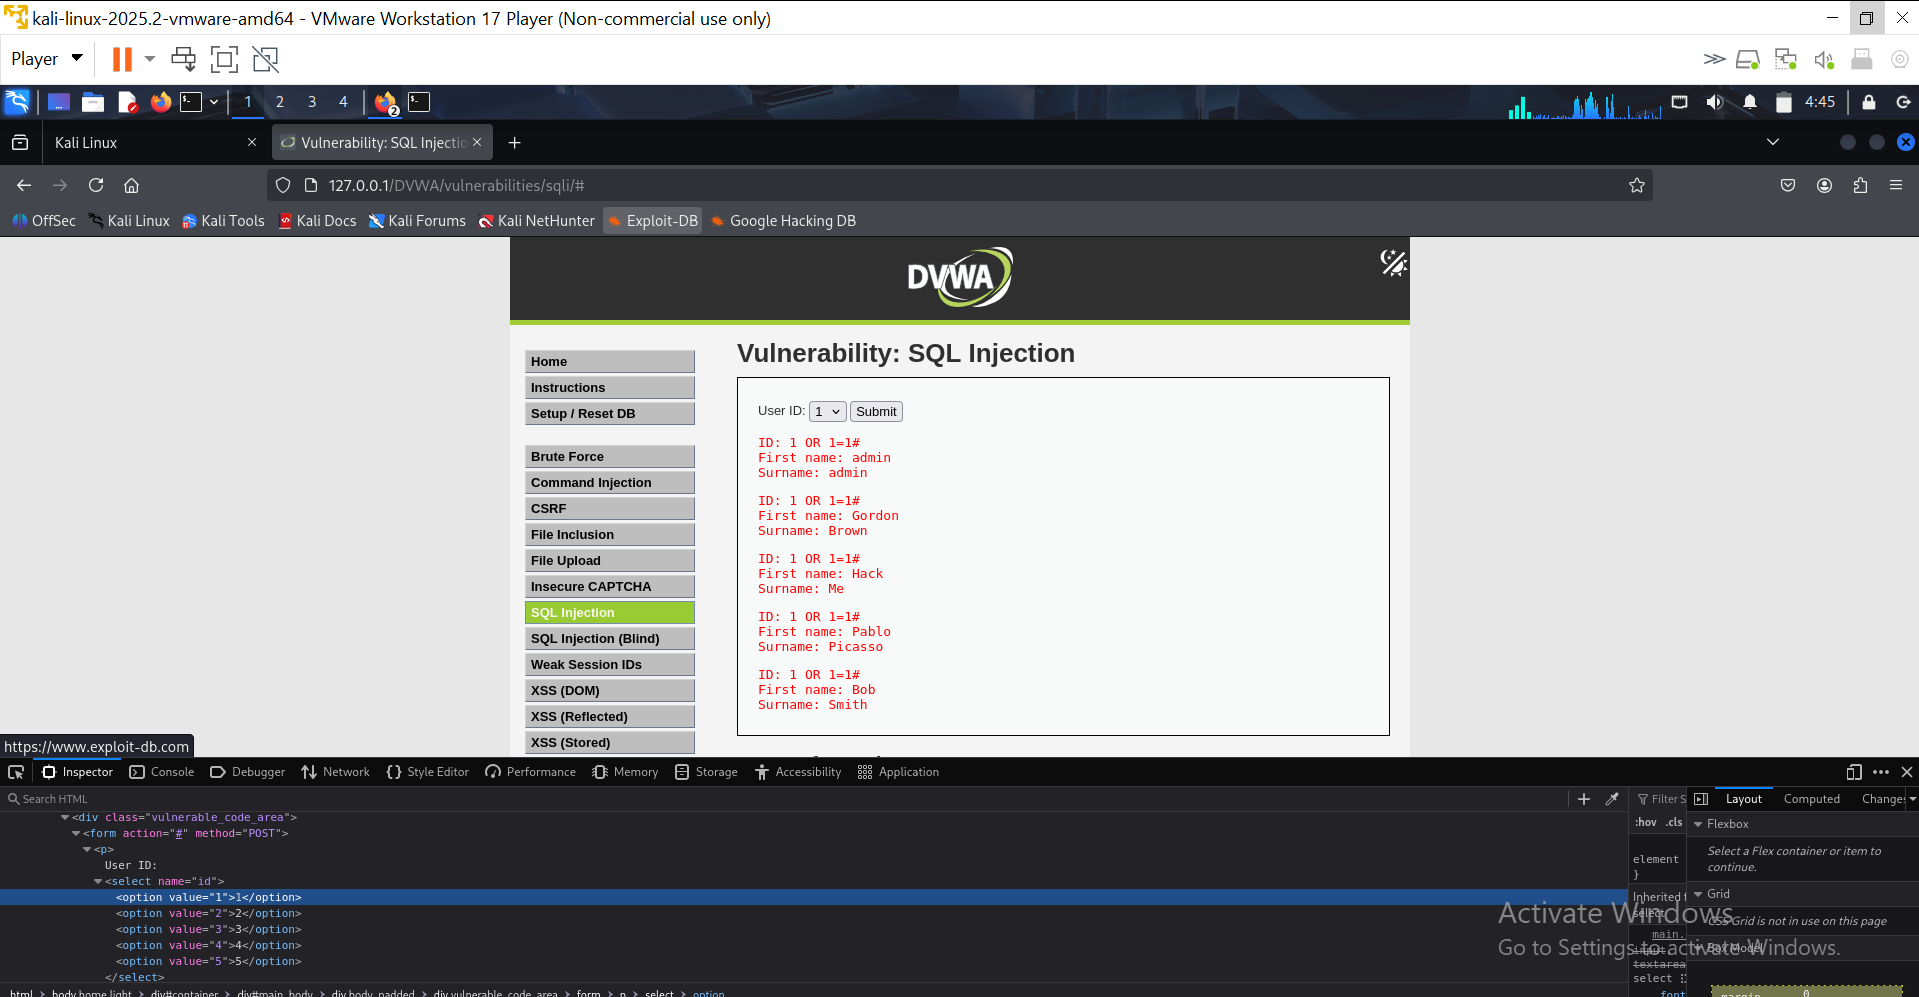 kali-linux-2025.2-vmware-amd64 - VMware Workstation 17 Player (Non-commercial use only)
Player
1 2 3 4 2 4:45
Kali Linux
Vulnerability: SQL Injectio
127.0.0.1/DVWA/vulnerabilities/sqli/#
OffSec Kali Linux Kali Tools Kali Docs Kali Forums Kali NetHunter Exploit-DB Google Hacking DB
DVWA
Home
Instructions
Setup / Reset DB
Brute Force
Command Injection
CSRF
File Inclusion
File Upload
Insecure CAPTCHA
SQL Injection
SQL Injection (Blind)
Weak Session IDs
XSS (DOM)
XSS (Reflected)
XSS (Stored)
Vulnerability: SQL Injection
User ID: 1 Submit
ID: 1 OR 1=1#
First name: admin
Surname: admin
ID: 1 OR 1=1#
First name: Gordon
Surname: Brown
ID: 1 OR 1=1#
First name: Hack
Surname: Me
ID: 1 OR 1=1#
First name: Pablo
Surname: Picasso
ID: 1 OR 1=1#
First name: Bob
Surname: Smith
https://www.exploit-db.com
Inspector Console Debugger Network Style Editor Performance Memory Storage Accessibility Application
Search HTML
<div class="vulnerable_code_area">
<form action="#" method="POST">
<p>
User ID:
<select name="id">
<option value="1">1</option>
<option value="2">2</option>
<option value="3">3</option>
<option value="4">4</option>
<option value="5">5</option>
</select>
html > body.home.light > div#container > div#main_body > div.body_padded > div.vulnerable_code_area > form > p > select > option
Filter S
:hov .cls
element
}
Inherited f
select
main.
input,
textarea
select
font
Layout Computed Changes
Flexbox
Select a Flex container or item to
continue.
Grid
CSS Grid is not in use on this page
Box Model
margin 0
Activate Windows
Go to Settings to activate Windows.